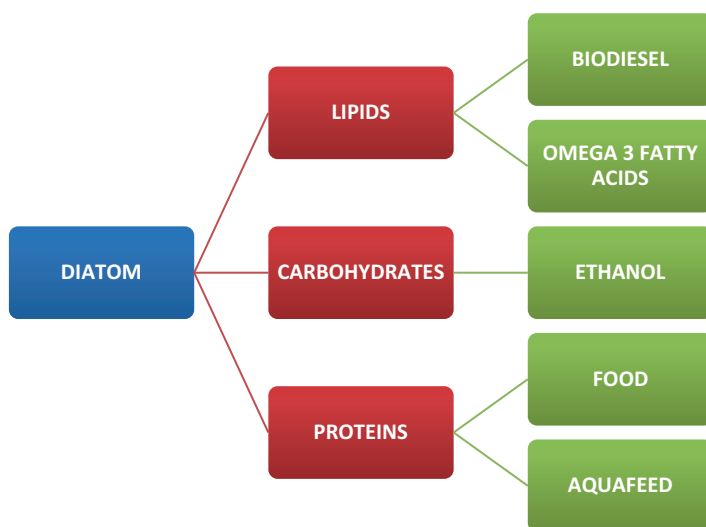 BIODIESEL
LIPIDS
OMEGA 3 FATTY
ACIDS
DIATOM
CARBOHYDRATES
ETHANOL
FOOD
PROTEINS
AQUAFEED